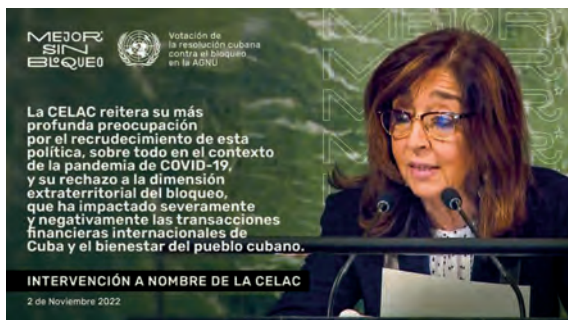 MEJOR
SIN
BLOQUEO
Votación de
la resolución cubana
contra el bloqueo
en la AGNU
La CELAC reitera su más
profunda preocupación
por el recrudecimiento de esta
política, sobre todo en el contexto
de la pandemia de COVID-19,
y su rechazo a la dimensión
extraterritorial del bloqueo,
que ha impactado severamente
y negativamente las transacciones
financieras internacionales de
Cuba y el bienestar del pueblo cubano.
INTERVENCIÓN A NOMBRE DE LA CELAC
2 de Noviembre 2022